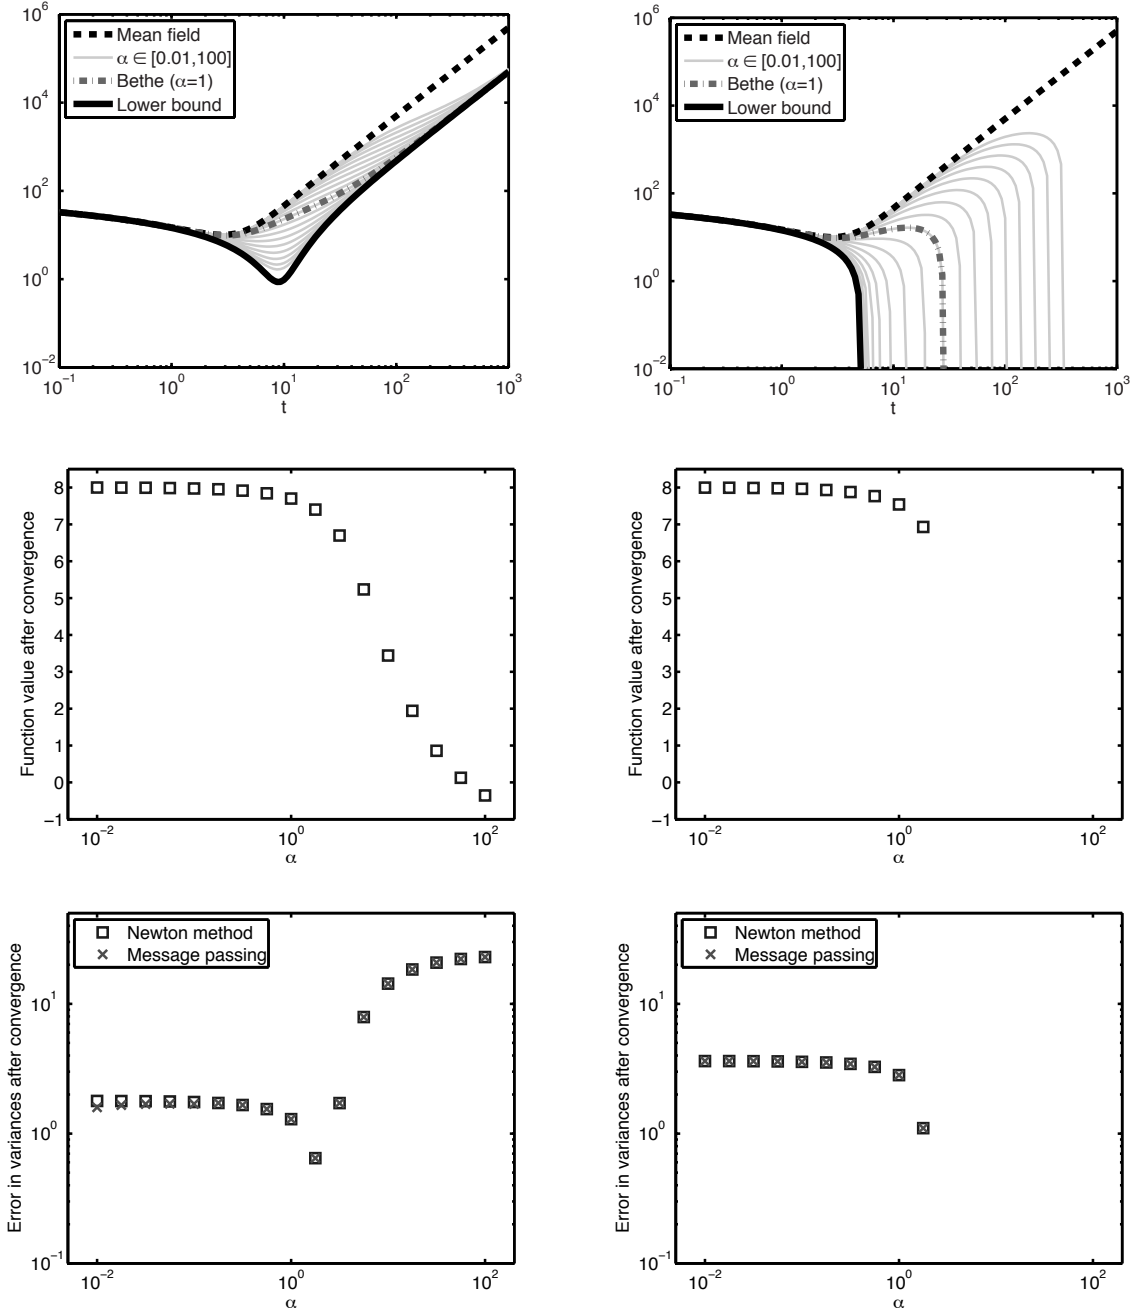 10^6
10^4
10^2
10^0
10^−2
Mean field
α ∈ [0.01,100]
Bethe (α=1)
Lower bound
10^−1
10^0
10^1
10^2
10^3
t
10^6
10^4
10^2
10^0
10^−2
Mean field
α ∈ [0.01,100]
Bethe (α=1)
Lower bound
10^−1
10^0
10^1
10^2
10^3
t
Function value after convergence
8
7
6
5
4
3
2
1
0
−1
10^−2
10^0
10^2
α
Function value after convergence
8
7
6
5
4
3
2
1
0
−1
10^−2
10^0
10^2
α
Error in variances after convergence
Newton method
Message passing
10^1
10^0
10^−1
10^−2
10^0
10^2
α
Error in variances after convergence
Newton method
Message passing
10^1
10^0
10^−1
10^−2
10^0
10^2
α